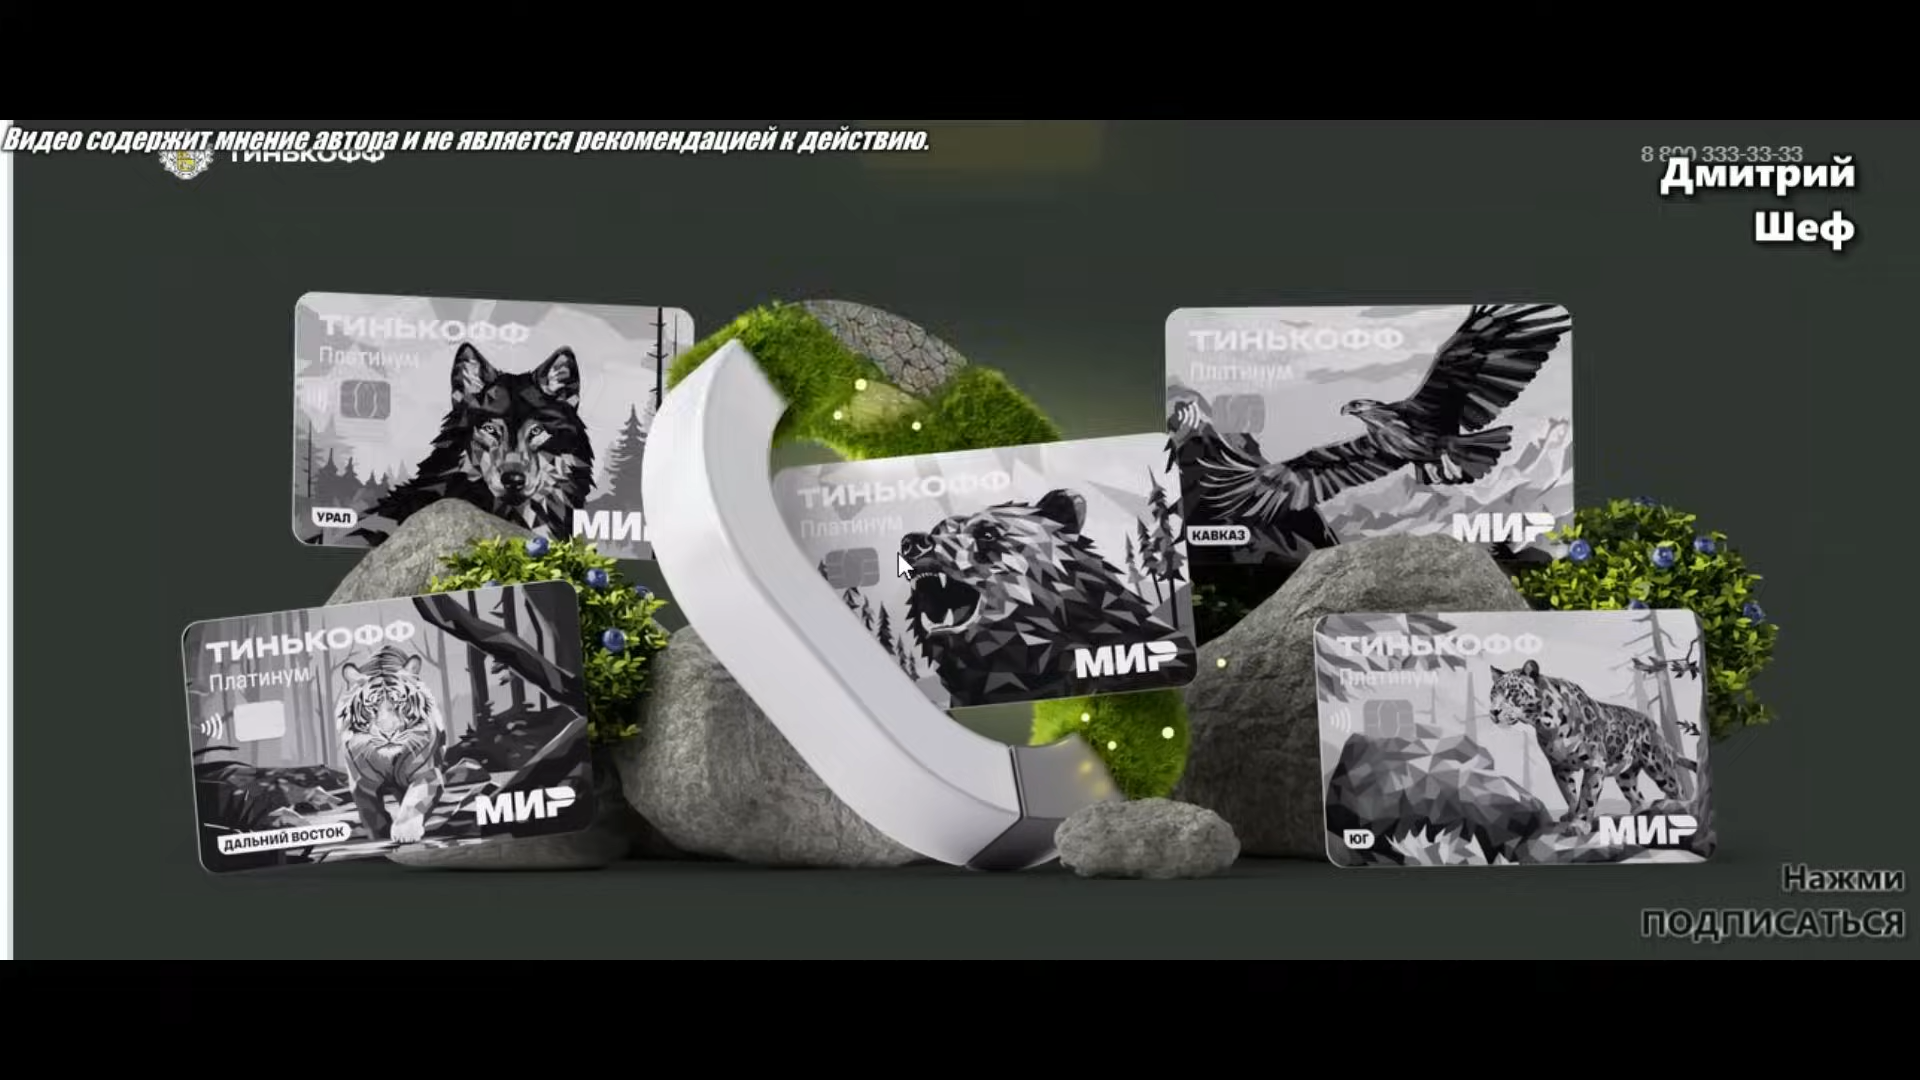 Видео содержит мнение автора и не является рекомендацией к действию.
ТИНЬКОФФ
8 800 333-33-33
Дмитрий
Шеф
ТИНЬКОФФ
Платинум
УРАЛ
МИР
ТИНЬКОФФ
Платинум
КАВКАЗ
МИР
ТИНЬКОФФ
Платинум
МИР
ТИНЬКОФФ
Платинум
ДАЛЬНИЙ ВОСТОК
МИР
ТИНЬКОФФ
Платинум
ЮГ
МИР
Нажми
ПОДПИСАТЬСЯ